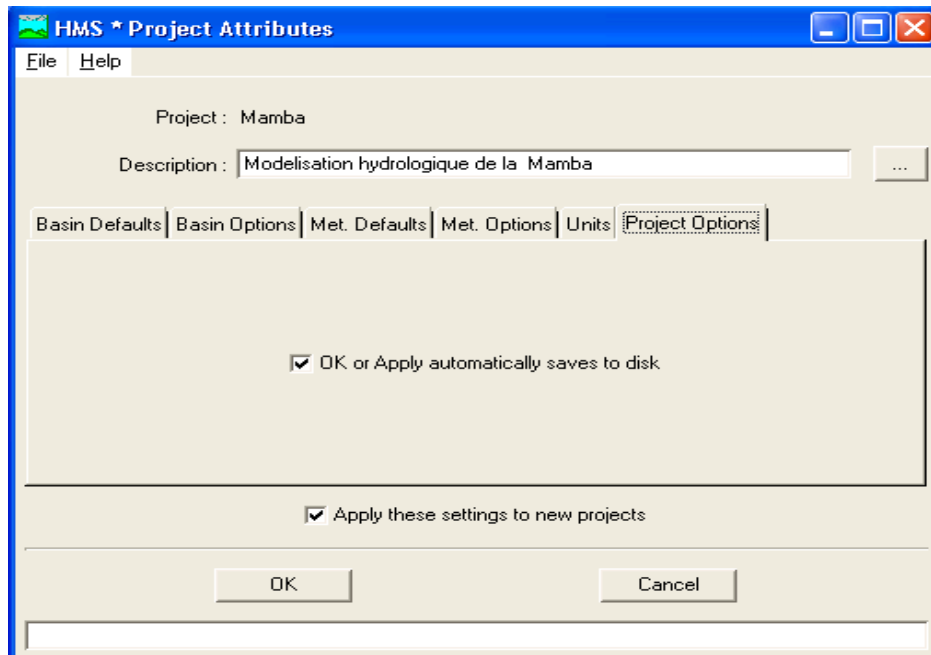 HMS * Project Attributes
File Help
Project : Mamba
Description : Modelisation hydrologique de la Mamba ...
Basin Defaults Basin Options Met. Defaults Met. Options Units Project Options
OK or Apply automatically saves to disk
Apply these settings to new projects
OK Cancel